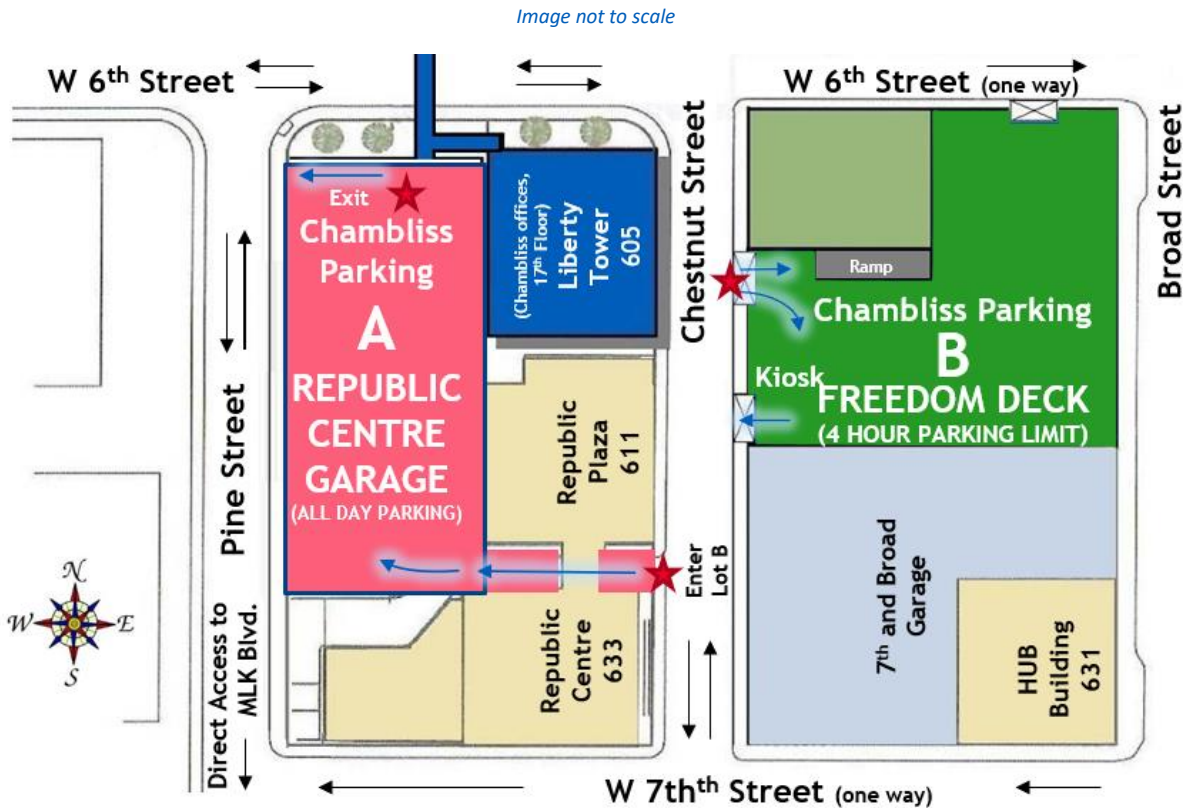 Image not to scale
W 6th Street
W 6th Street (one way)
Exit
Chambliss
Parking
A
REPUBLIC
CENTRE
GARAGE
(ALL DAY PARKING)
(Chambliss offices,
17th Floor)
Liberty
Tower
605
Chestnut Street
Broad Street
Ramp
Chambliss Parking
B
Kiosk
FREEDOM DECK
(4 HOUR PARKING LIMIT)
Pine Street
Republic
Plaza
611
Enter
Lot B
7th and Broad
Garage
N
W
E
S
Direct Access to
MLK Blvd.
Republic
Centre
633
HUB
Building
631
W 7thth Street (one way)